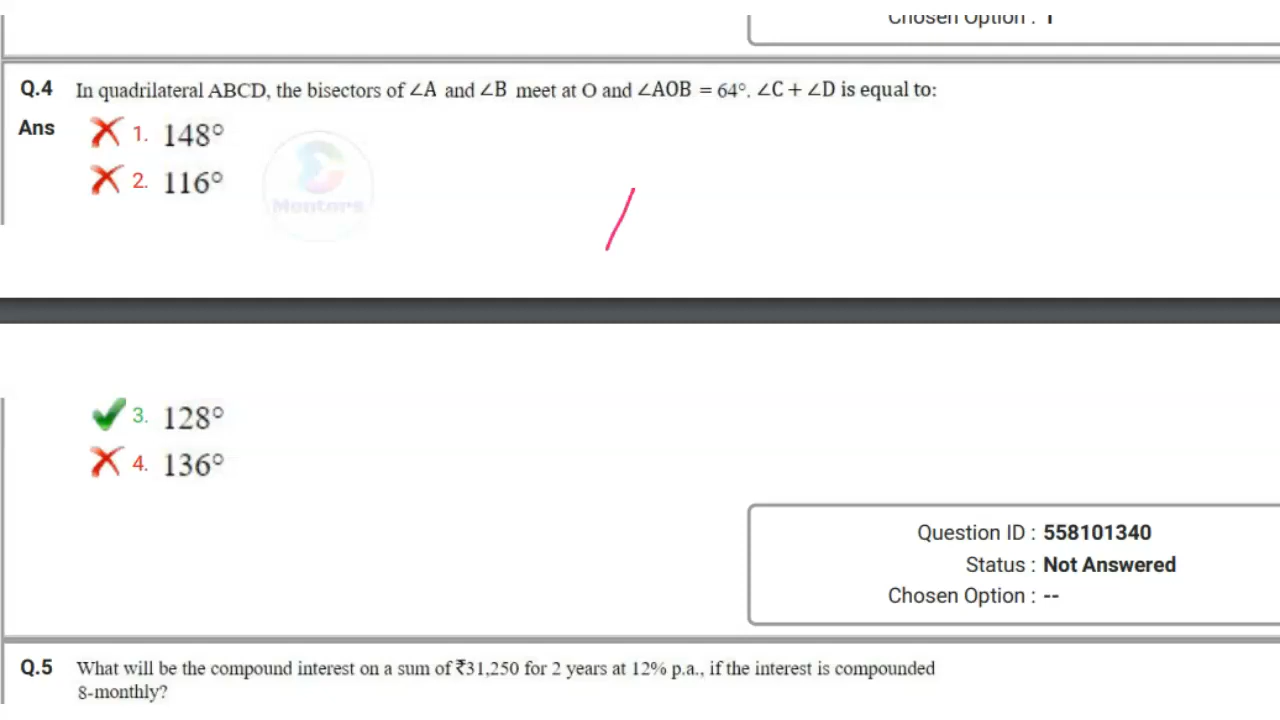 Chosen Option : 1
Q.4 In quadrilateral ABCD, the bisectors of ∠A and ∠B meet at O and ∠AOB = 64°. ∠C + ∠D is equal to:
Ans 1. 148°
2. 116°
Mentors
3. 128°
4. 136°
Question ID : 558101340
Status : Not Answered
Chosen Option : --
Q.5 What will be the compound interest on a sum of ₹31,250 for 2 years at 12% p.a., if the interest is compounded
8-monthly?